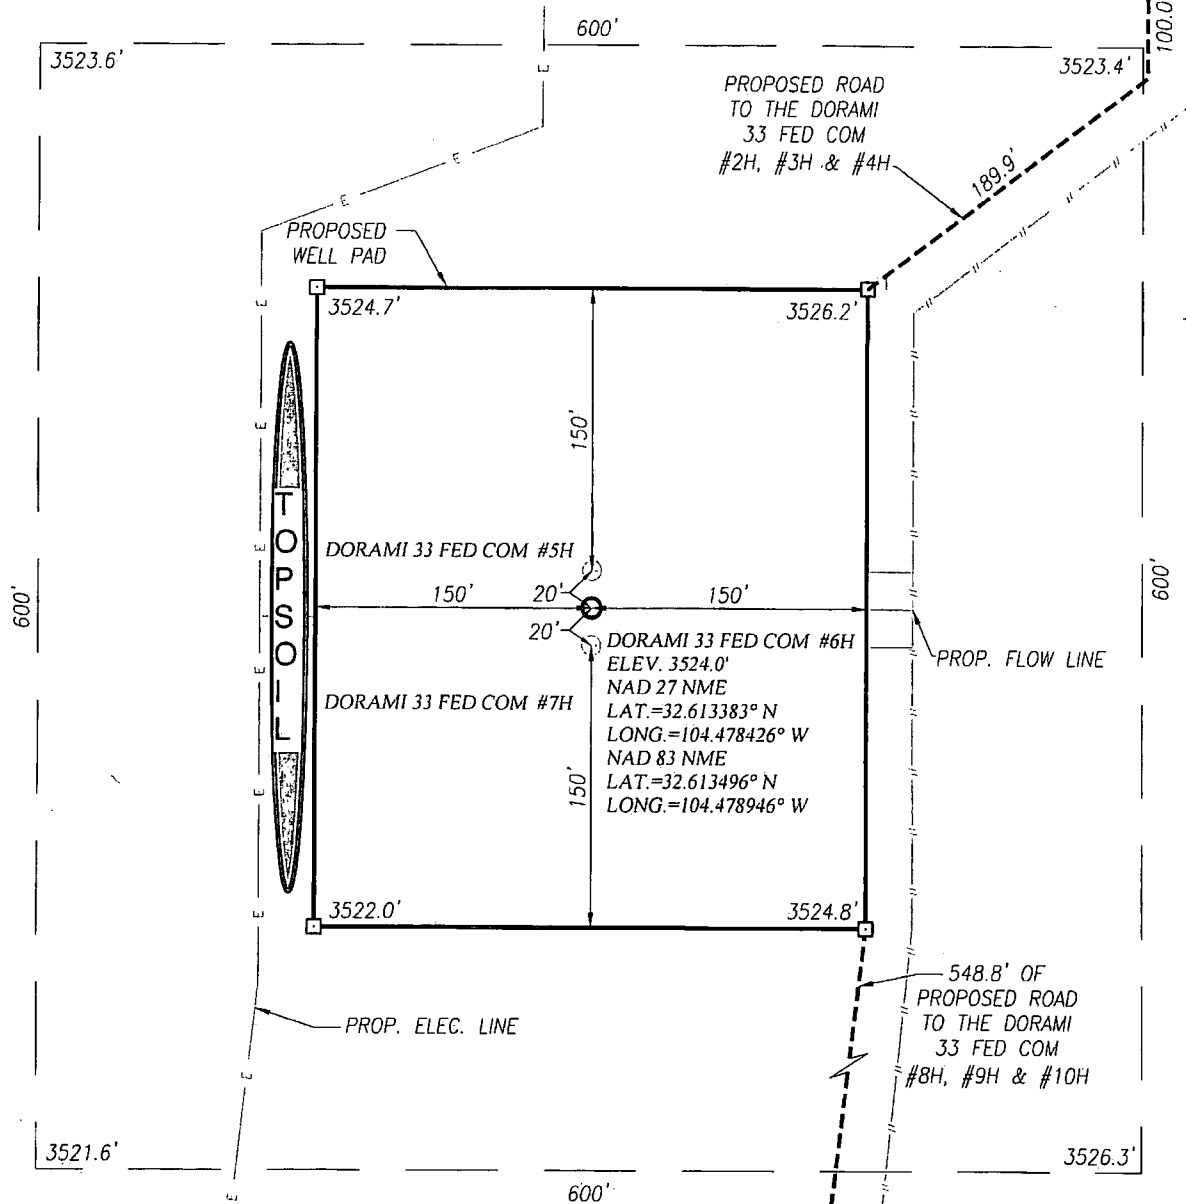 600'
100.0
3523.6'
3523.4'
PROPOSED ROAD
TO THE DORAMI
33 FED COM
#2H, #3H & #4H
189.9'
PROPOSED
WELL PAD
3524.7'
3526.2'
150'
DORAMI 33 FED COM #5H
600'
150'
20'
150'
600'
20'
DORAMI 33 FED COM #6H
ELEV. 3524.0'
NAD 27 NME
LAT.=32.613383° N
LONG.=104.478426° W
NAD 83 NME
LAT.=32.613496° N
LONG.=104.478946° W
PROP. FLOW LINE
TOPSOIL
DORAMI 33 FED COM #7H
150'
3522.0'
3524.8'
548.8' OF
PROPOSED ROAD
TO THE DORAMI
33 FED COM
#8H, #9H & #10H
PROP. ELEC. LINE
3521.6'
3526.3'
600'
E
E
E
E
E
E
E
E
E
E
E